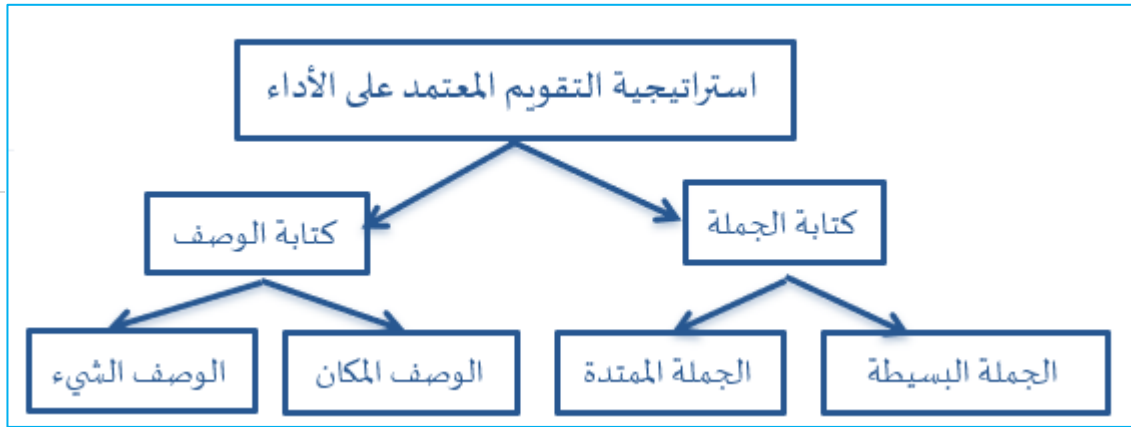 استراتيجية التقويم المعتمد على الأداء
كتابة الجملة
كتابة الوصف
الجملة البسيطة
الجملة الممتدة
الوصف المكان
الوصف الشيء